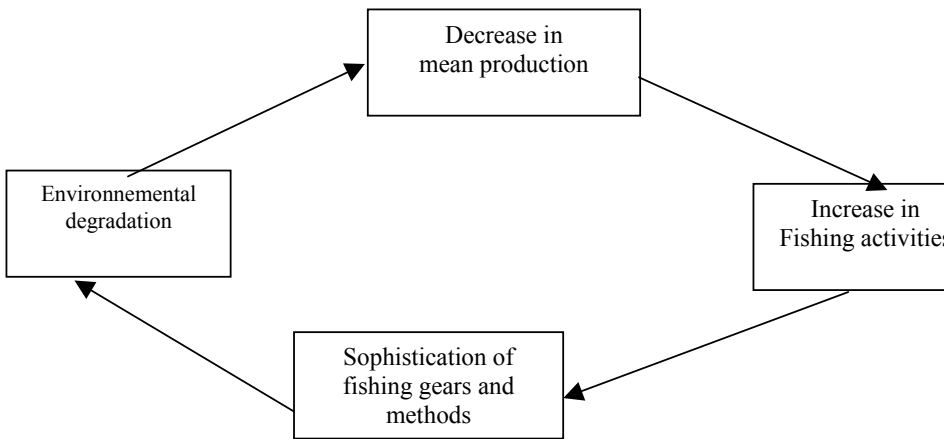 Decrease in
mean production
Environnemental
degradation
Increase in
Fishing activities
Sophistication of
fishing gears and
methods